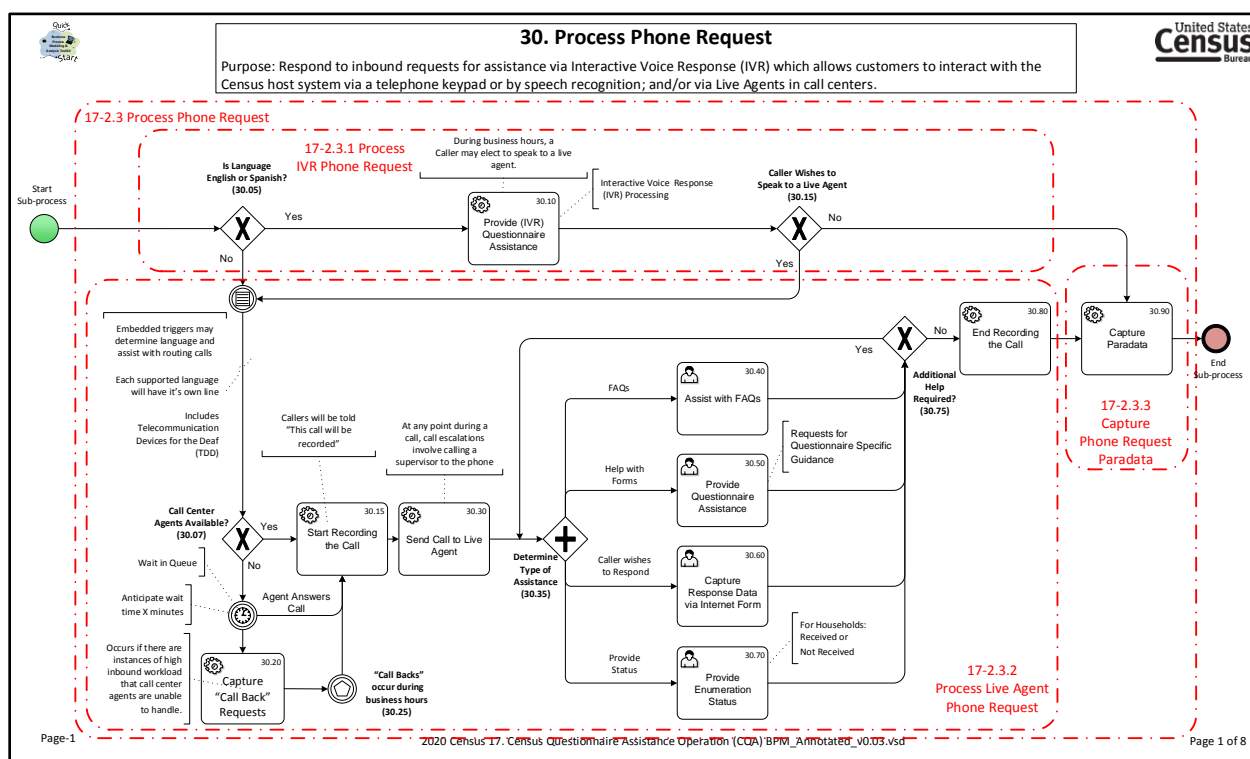 Quick
Business
Process
Modeling &
Analysis Toolkit
Start
30. Process Phone Request
Purpose: Respond to inbound requests for assistance via Interactive Voice Response (IVR) which allows customers to interact with the
Census host system via a telephone keypad or by speech recognition; and/or via Live Agents in call centers.
United States
Census
Bureau
17-2.3 Process Phone Request
17-2.3.1 Process
IVR Phone Request
Start
Sub-process
Is Language
English or Spanish?
(30.05)
Yes
No
During business hours, a
Caller may elect to speak to a live
agent.
30.10
Provide (IVR)
Questionnaire
Assistance
Interactive Voice Response
(IVR) Processing
Caller Wishes to
Speak to a Live Agent
(30.15)
No
Yes
Embedded triggers may
determine language and
assist with routing calls
Each supported language
will have it's own line
Includes
Telecommunication
Devices for the Deaf
(TDD)
Callers will be told
"This call will be
recorded"
At any point during a
call, call escalations
involve calling a
supervisor to the phone
Call Center
Agents Available?
(30.07)
Yes
No
Wait in Queue
Anticipate wait
time X minutes
Agent Answers
Call
Occurs if there are
instances of high
inbound workload
that call center
agents are unable
to handle.
30.20
Capture
"Call Back"
Requests
"Call Backs"
occur during
business hours
(30.25)
30.15
Start Recording
the Call
30.30
Send Call to Live
Agent
Determine
Type of
Assistance
(30.35)
FAQs
30.40
Assist with FAQs
Help with
Forms
30.50
Provide
Questionnaire
Assistance
Requests for
Questionnaire Specific
Guidance
Caller wishes
to Respond
30.60
Capture
Response Data
via Internet Form
Provide
Status
30.70
Provide
Enumeration
Status
For Households:
Received or
Not Received
Yes
No
Additional
Help
Required?
(30.75)
30.80
End Recording
the Call
30.90
Capture
Paradata
End
Sub-process
17-2.3.3
Capture
Phone Request
Paradata
17-2.3.2
Process Live Agent
Phone Request
Page-1
2020 Census 17. Census Questionnaire Assistance Operation (CQA) BPM_Annotated_v0.03.vsd
Page 1 of 8